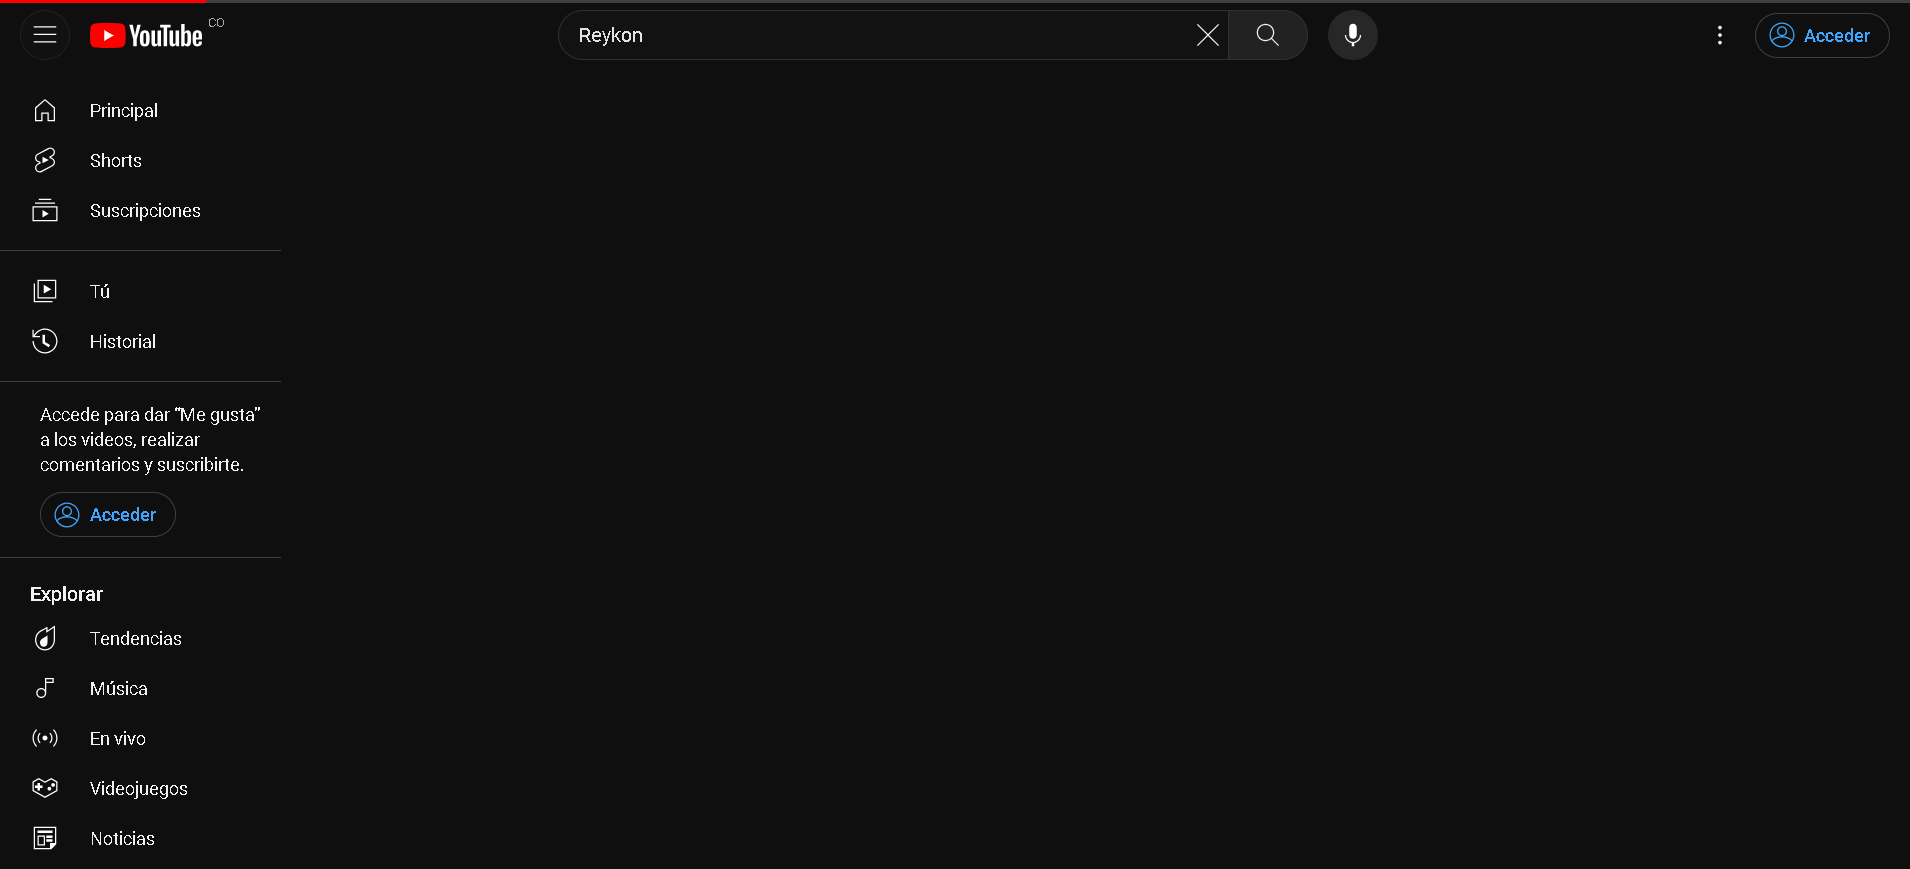 YouTube CO
Reykon
Acceder
Principal
Shorts
Suscripciones
Tú
Historial
Accede para dar “Me gusta”
a los videos, realizar
comentarios y suscribirte.
Acceder
Explorar
Tendencias
Música
En vivo
Videojuegos
Noticias